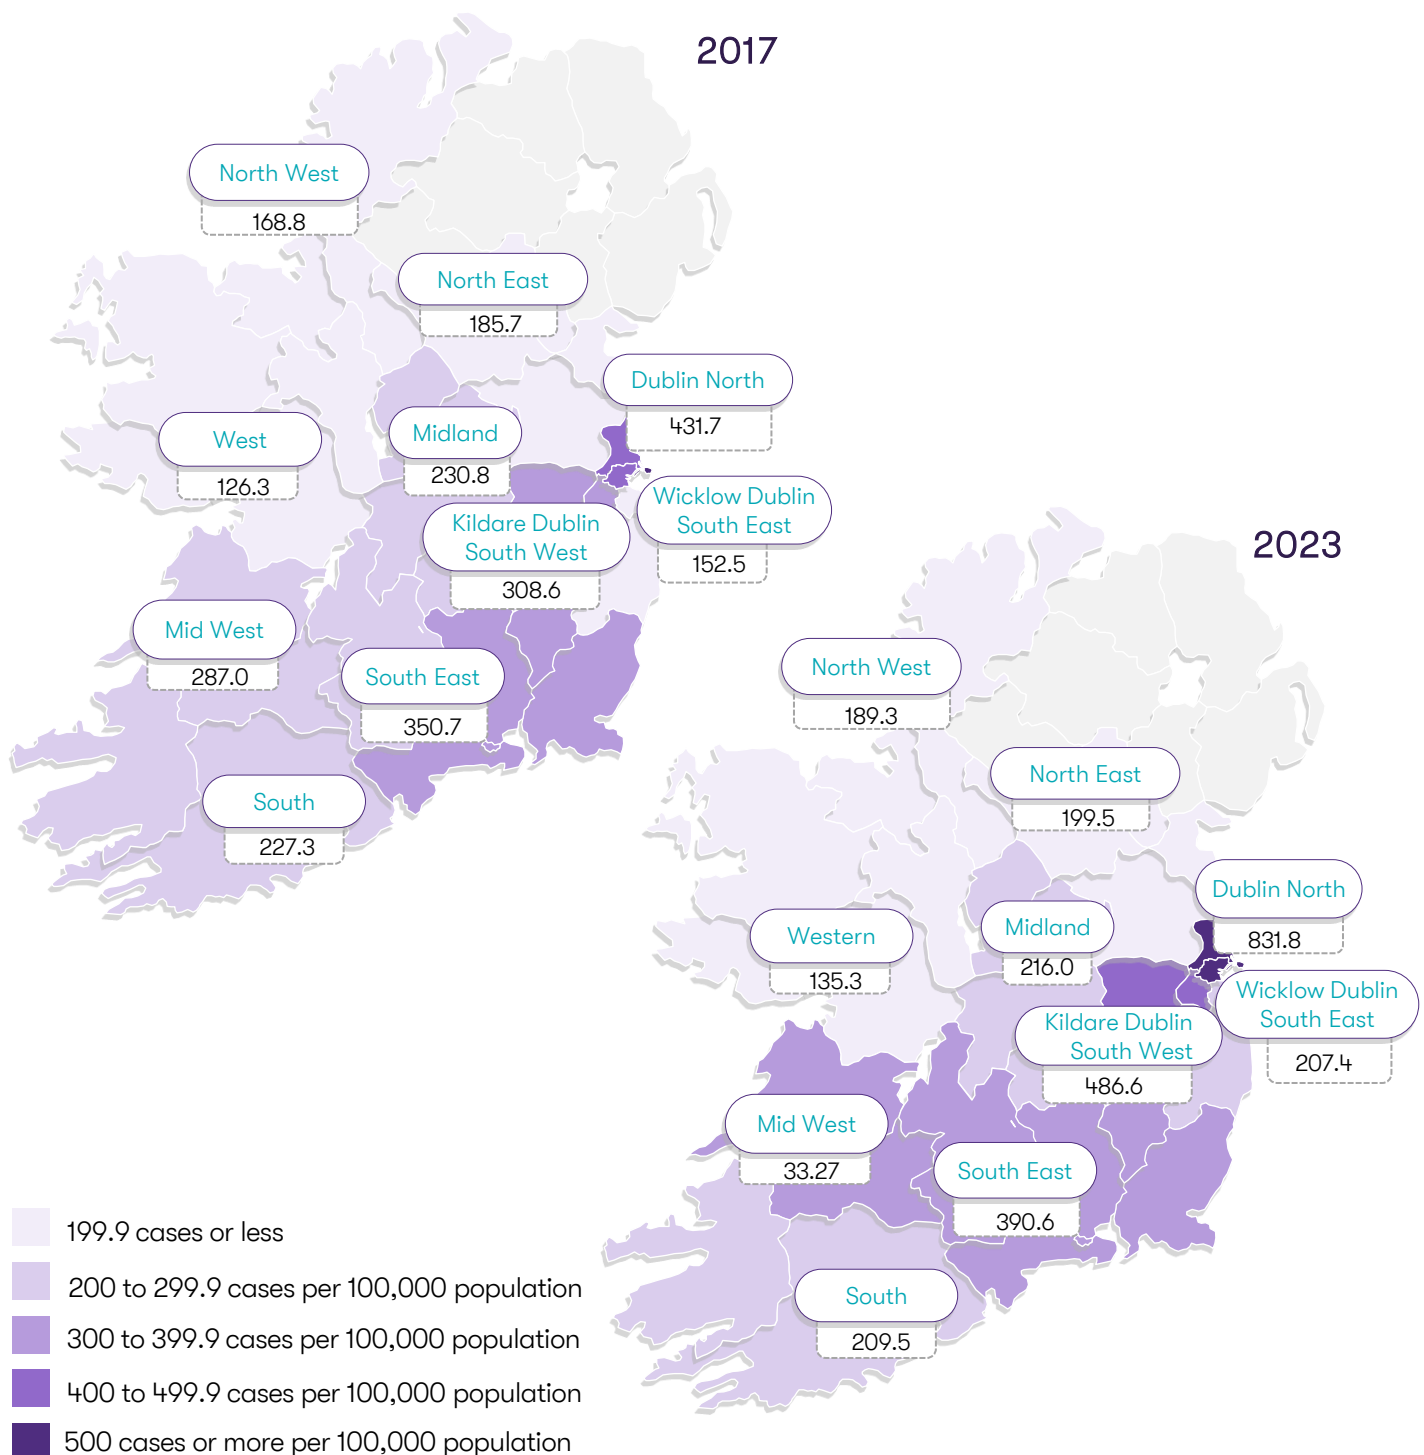 2017
North West
168.8
North East
185.7
Dublin North
431.7
West
126.3
Midland
230.8
Wicklow Dublin
South East
152.5
Kildare Dublin
South West
308.6
Mid West
287.0
South East
350.7
South
227.3
2023
North West
189.3
North East
199.5
Dublin North
831.8
Western
135.3
Midland
216.0
Wicklow Dublin
South East
207.4
Kildare Dublin
South West
486.6
Mid West
33.27
South East
390.6
South
209.5
199.9 cases or less
200 to 299.9 cases per 100,000 population
300 to 399.9 cases per 100,000 population
400 to 499.9 cases per 100,000 population
500 cases or more per 100,000 population